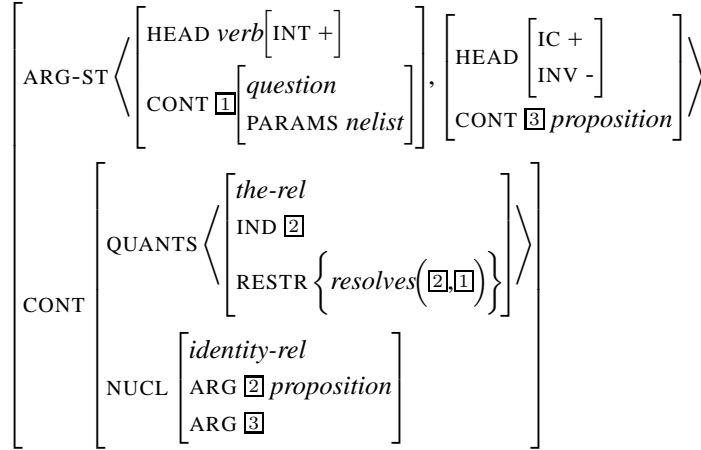 ARG-ST ⟨ [HEAD verb[INT +] CONT [1][question PARAMS nelist]], [HEAD [IC + INV -] CONT [3] proposition] ⟩
CONT
QUANTS ⟨ [the-rel
IND [2]
RESTR { resolves([2],[1]) }] ⟩
NUCL [identity-rel
ARG [2] proposition
ARG [3]]